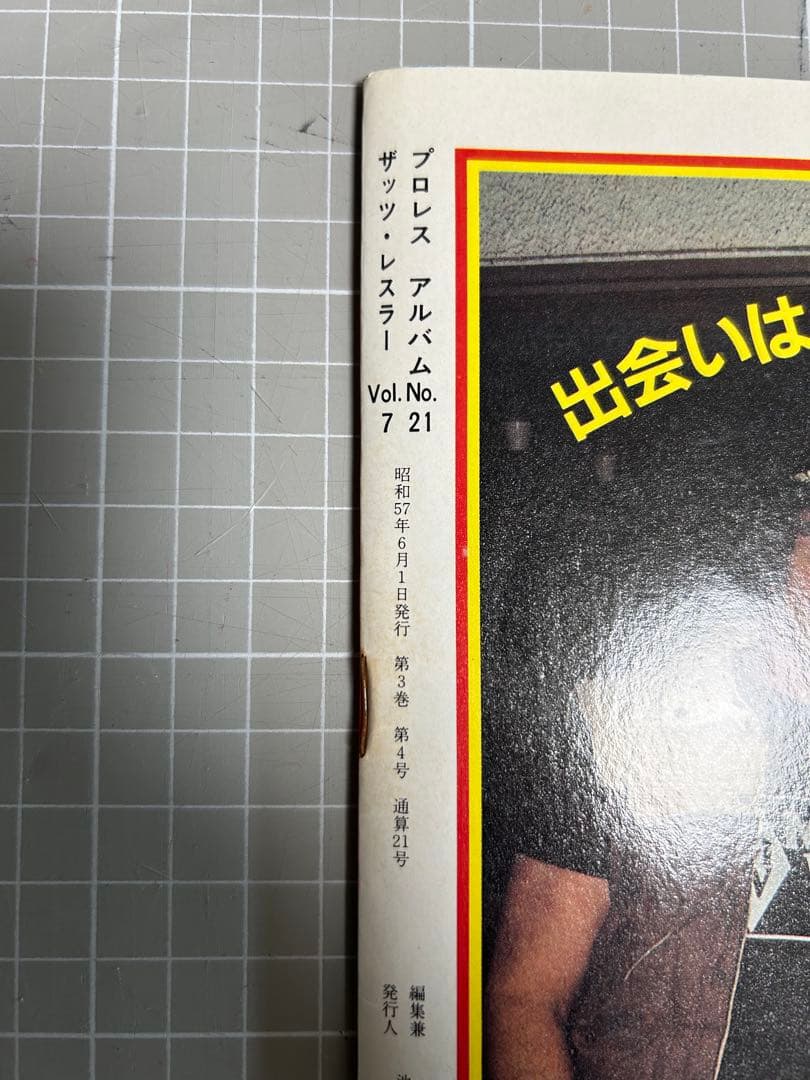 プロレス アルバム No.21
ザッツ・レスラー Vol.7
昭和57年6月1日発行 第3巻 第4号 通算21号
編集兼
発行人
出会いは